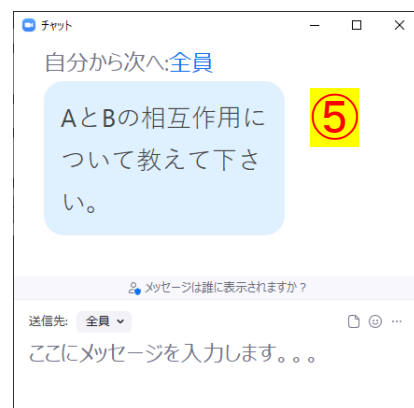 チャット
自分から次へ:全員
AとBの相互作用に
ついて教えて下さ
い。
⑤
メッセージは誰に表示されますか？
送信先: 全員
ここにメッセージを入力します。。。